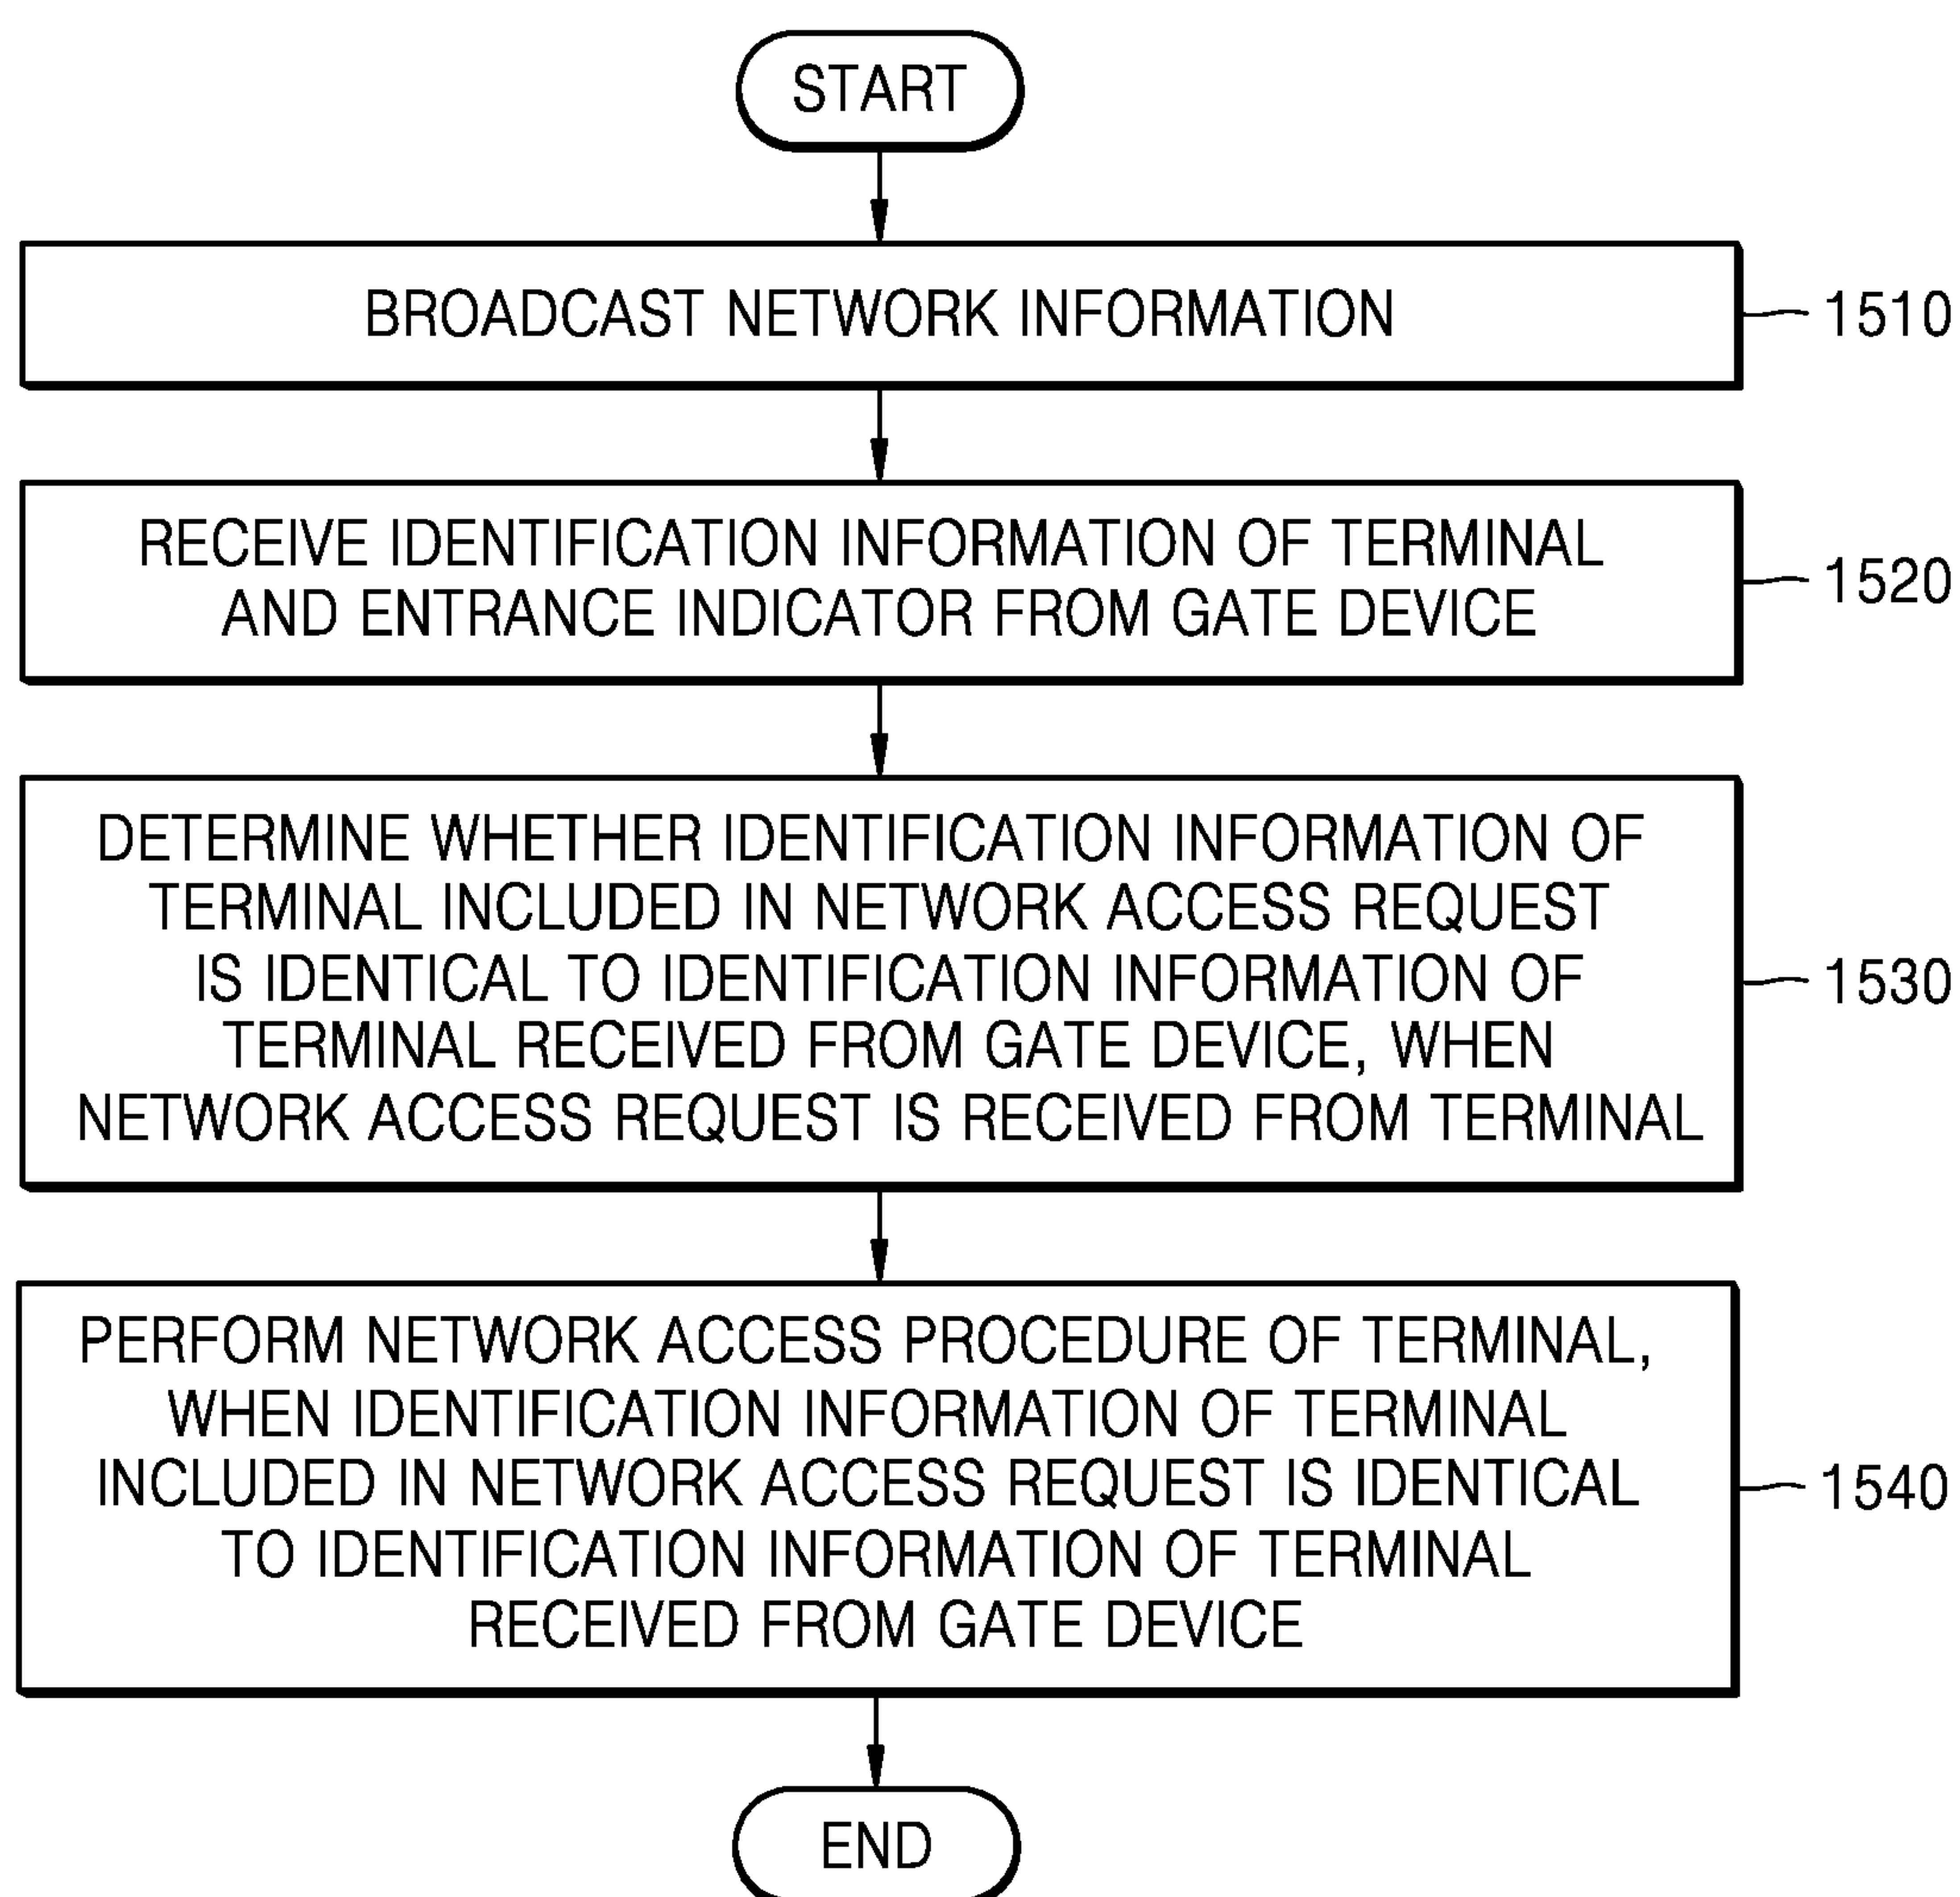 START
BROADCAST NETWORK INFORMATION
1510
RECEIVE IDENTIFICATION INFORMATION OF TERMINAL
AND ENTRANCE INDICATOR FROM GATE DEVICE
1520
DETERMINE WHETHER IDENTIFICATION INFORMATION OF
TERMINAL INCLUDED IN NETWORK ACCESS REQUEST
IS IDENTICAL TO IDENTIFICATION INFORMATION OF
TERMINAL RECEIVED FROM GATE DEVICE, WHEN
NETWORK ACCESS REQUEST IS RECEIVED FROM TERMINAL
1530
PERFORM NETWORK ACCESS PROCEDURE OF TERMINAL,
WHEN IDENTIFICATION INFORMATION OF TERMINAL
INCLUDED IN NETWORK ACCESS REQUEST IS IDENTICAL
TO IDENTIFICATION INFORMATION OF TERMINAL
RECEIVED FROM GATE DEVICE
1540
END